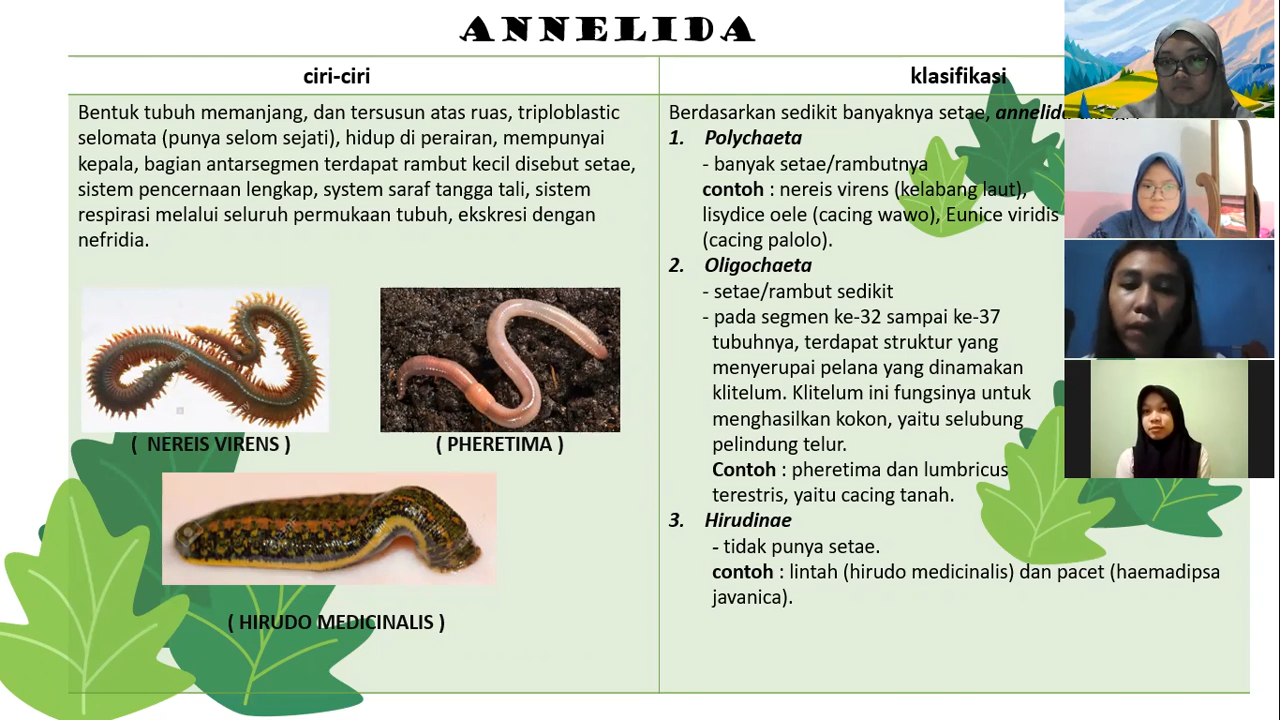 ANNELIDA
ciri-ciri
Bentuk tubuh memanjang, dan tersusun atas ruas, triploblastic
selomata (punya selom sejati), hidup di perairan, mempunyai
kepala, bagian antarsegmen terdapat rambut kecil disebut setae,
sistem pencernaan lengkap, system saraf tangga tali, sistem
respirasi melalui seluruh permukaan tubuh, ekskresi dengan
nefridia.
( NEREIS VIRENS )
( PHERETIMA )
( HIRUDO MEDICINALIS )
klasifikasi
Berdasarkan sedikit banyaknya setae, annelida
1. Polychaeta
- banyak setae/rambutnya
contoh : nereis virens (kelabang laut),
lisydice oele (cacing wawo), Eunice viridis
(cacing palolo).
2. Oligochaeta
- setae/rambut sedikit
- pada segmen ke-32 sampai ke-37
tubuhnya, terdapat struktur yang
menyerupai pelana yang dinamakan
klitelum. Klitelum ini fungsinya untuk
menghasilkan kokon, yaitu selubung
pelindung telur.
Contoh : pheretima dan lumbricus
terestris, yaitu cacing tanah.
3. Hirudinae
- tidak punya setae.
contoh : lintah (hirudo medicinalis) dan pacet (haemadipsa
javanica).